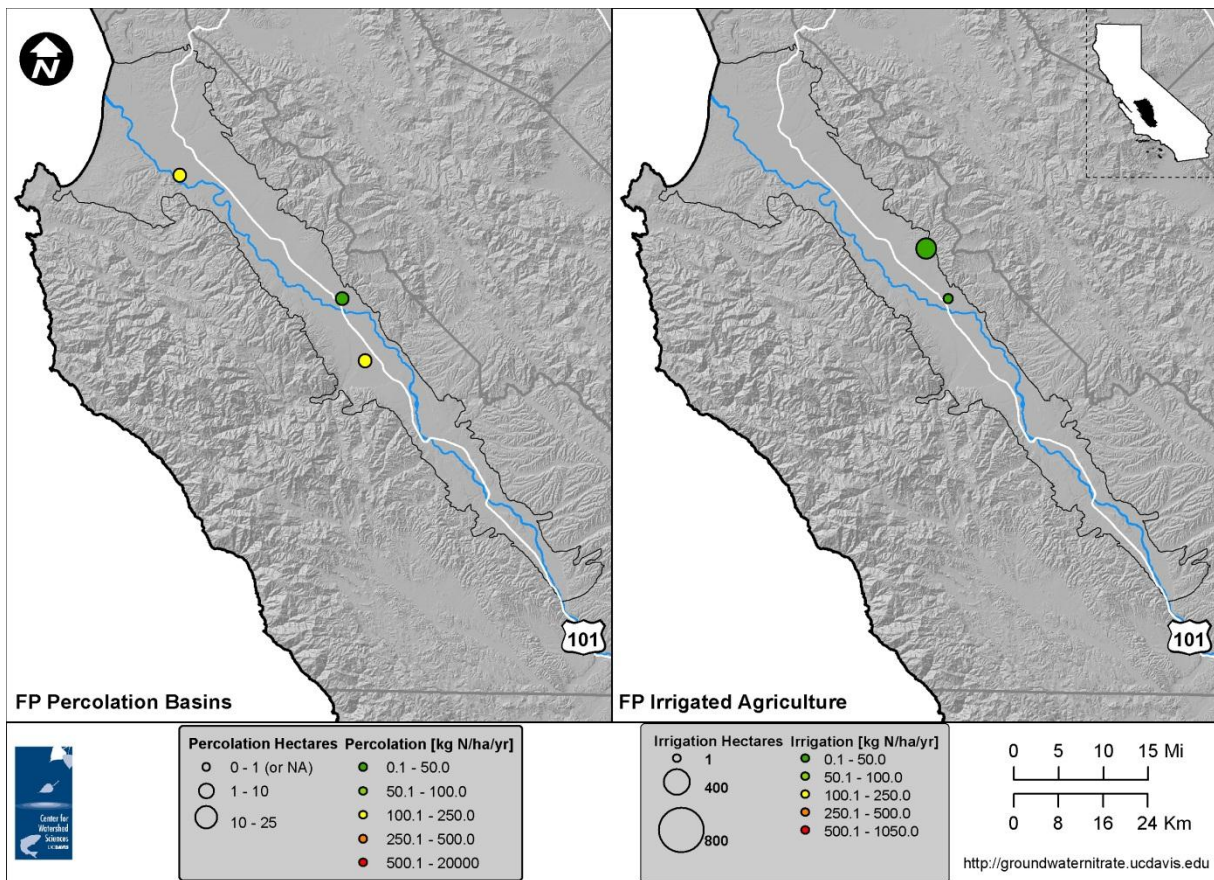 N
101
FP Percolation Basins
101
FP Irrigated Agriculture
Center for
Watershed
Sciences
UC DAVIS
Percolation Hectares
0 - 1 (or NA)
1 - 10
10 - 25
Percolation [kg N/ha/yr]
0.1 - 50.0
50.1 - 100.0
100.1 - 250.0
250.1 - 500.0
500.1 - 20000
Irrigation Hectares
1
400
800
Irrigation [kg N/ha/yr]
0.1 - 50.0
50.1 - 100.0
100.1 - 250.0
250.1 - 500.0
500.1 - 1050.0
0 5 10 15 Mi
0 8 16 24 Km
http://groundwaternitrate.ucdavis.edu